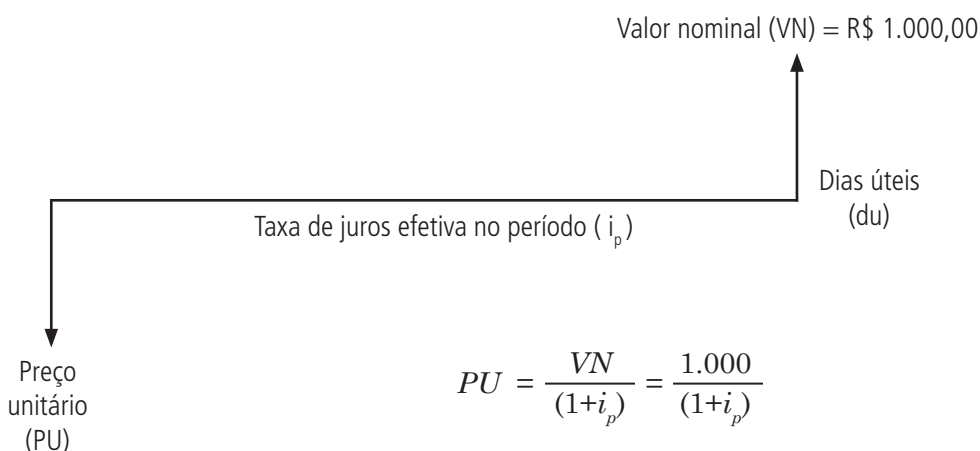 Valor nominal (VN) = R$ 1.000,00
Dias úteis
(du)
Taxa de juros efetiva no período ( i_p )
Preço
unitário
(PU)
PU = VN / (1+i_p) = 1.000 / (1+i_p)